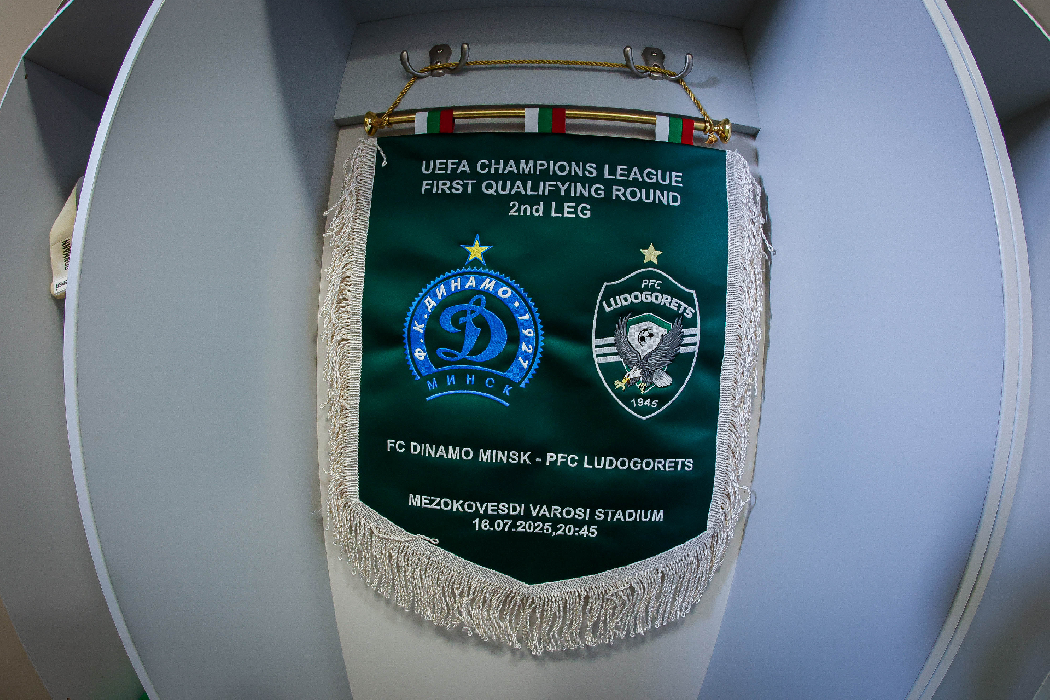 UEFA CHAMPIONS LEAGUE
FIRST QUALIFYING ROUND
2nd LEG
Ф.К.ДИНАМО·1927
МИНСК
PFC
LUDOGORETS
1945
FC DINAMO MINSK - PFC LUDOGORETS
MEZOKOVESDI VAROSI STADIUM
16.07.2025,20:45